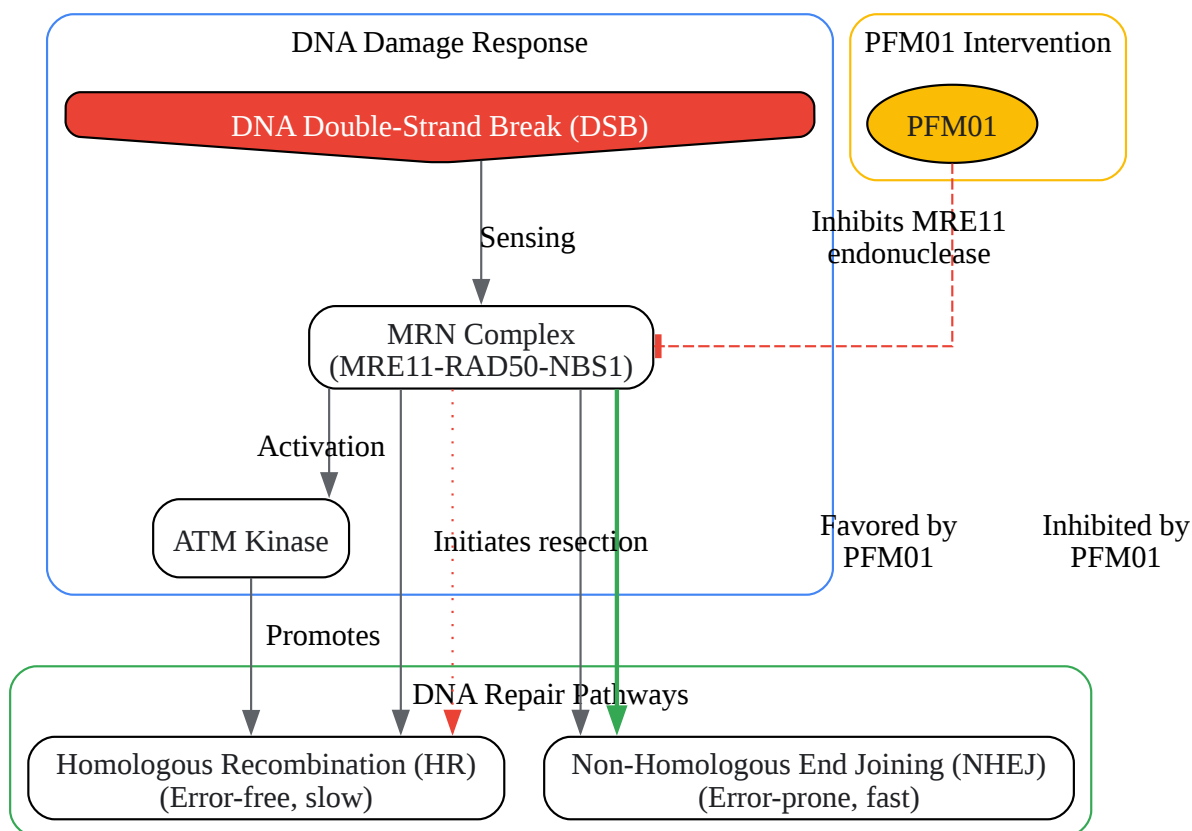 DNA Damage Response
PFM01 Intervention
DNA Double-Strand Break (DSB)
PFM01
Sensing
Inhibits MRE11
endonuclease
MRN Complex
(MRE11-RAD50-NBS1)
Activation
ATM Kinase
Initiates resection
Favored by
PFM01
Inhibited by
PFM01
Promotes
DNA Repair Pathways
Homologous Recombination (HR)
(Error-free, slow)
Non-Homologous End Joining (NHEJ)
(Error-prone, fast)